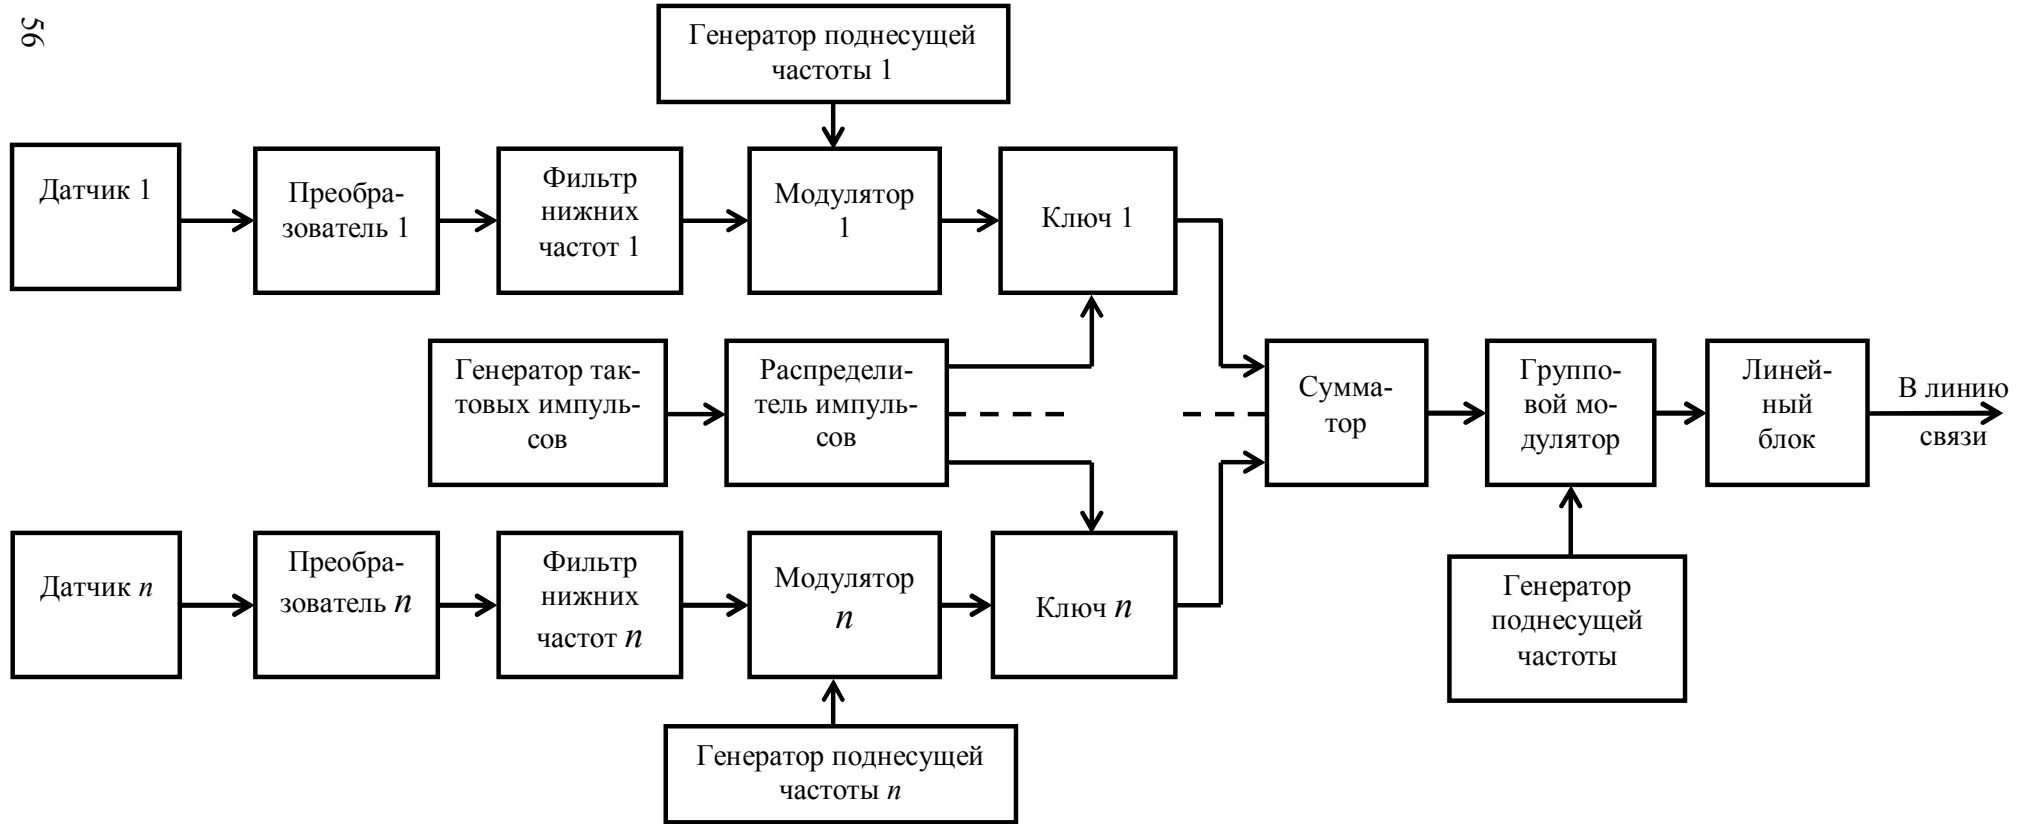 56
Генератор поднесущей
частоты 1
Датчик 1
Преобра-
зователь 1
Фильтр
нижних
частот 1
Модулятор
1
Ключ 1
Генератор так-
товых импуль-
сов
Распредели-
тель импуль-
сов
Сумма-
тор
Группо-
вой мо-
дулятор
Линей-
ный
блок
В линию
связи
Датчик n
Преобра-
зователь n
Фильтр
нижних
частот n
Модулятор
n
Ключ n
Генератор
поднесущей
частоты
Генератор поднесущей
частоты n